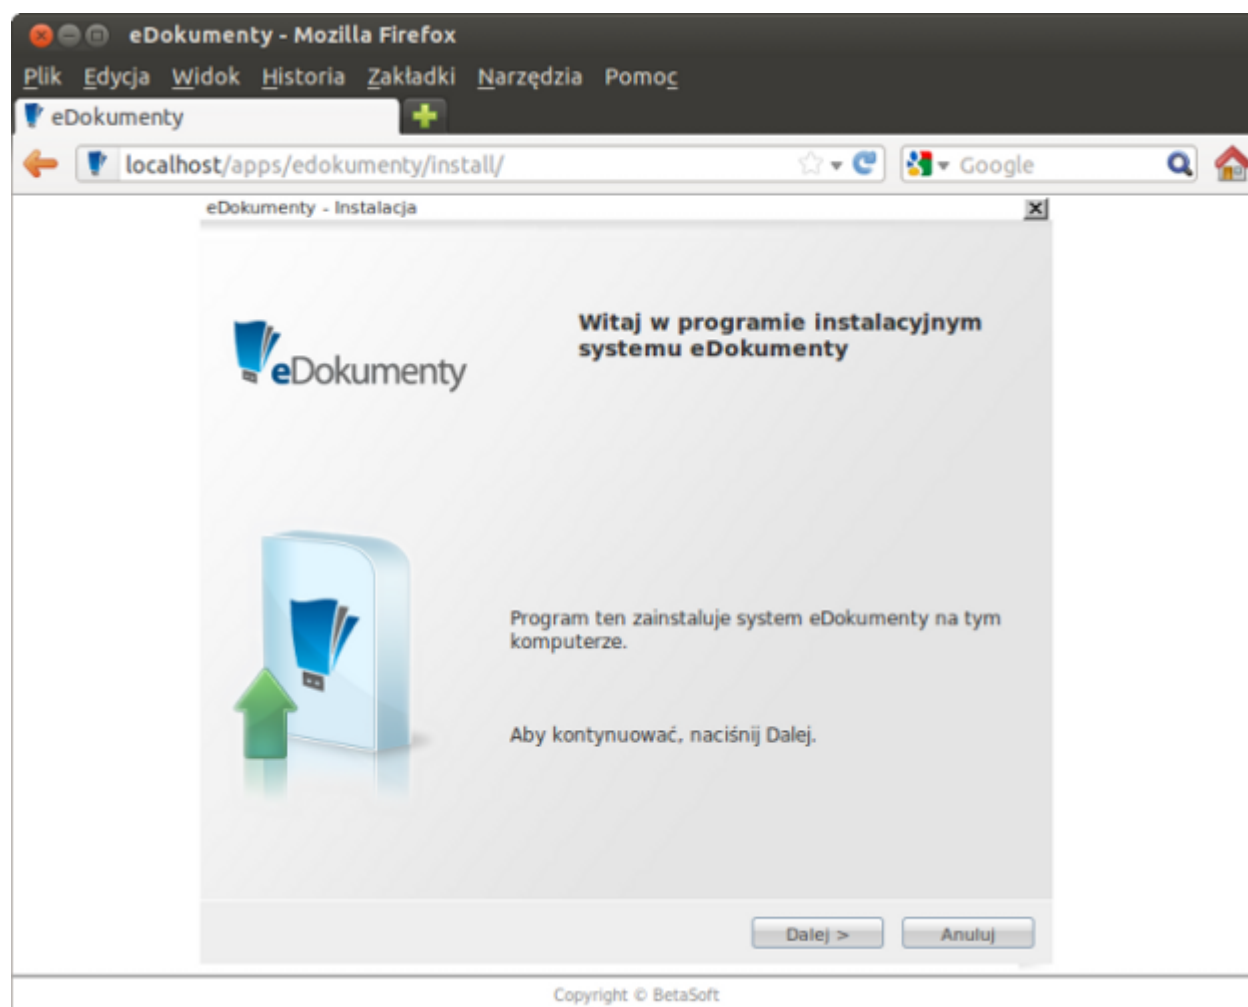 eDokumenty - Mozilla Firefox
Plik Edycja Widok Historia Zakładki Narzędzia Pomoc
eDokumenty
localhost/apps/edokumenty/install/ Google
eDokumenty - Instalacja
eDokumenty
Witaj w programie instalacyjnym
systemu eDokumenty
Program ten zainstaluje system eDokumenty na tym
komputerze.
Aby kontynuować, naciśnij Dalej.
Dalej > Anuluj
Copyright © BetaSoft